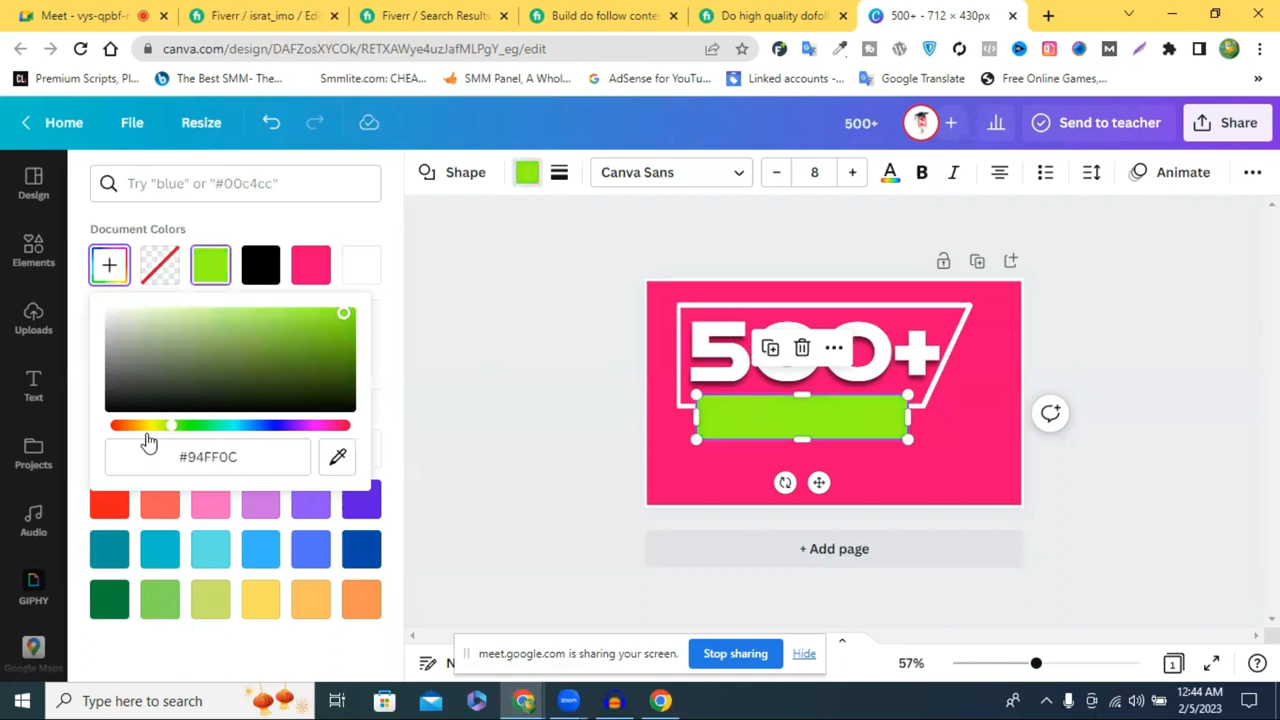 Meet - vys-qpbf-r
Fiverr / israt_imo / Edi
Fiverr / Search Results
Build do follow conte
Do high quality dofol
500+ - 712 × 430px
canva.com/design/DAFZosXYCOk/RETXAWye4uzJafMLPgY_eg/edit
Premium Scripts, Pl...
The Best SMM- The...
Smmlite.com: CHEA...
SMM Panel, A Whol...
AdSense for YouTu...
Linked accounts -...
Google Translate
Free Online Games,...
Home
File
Resize
500+
Send to teacher
Share
Design
Elements
Uploads
Text
Projects
Audio
GIPHY
Google Maps
Try "blue" or "#00c4cc"
Document Colors
#94FF0C
Shape
Canva Sans
8
Animate
500+
+ Add page
meet.google.com is sharing your screen.
Stop sharing
Hide
57%
1
Type here to search
12:44 AM
2/5/2023